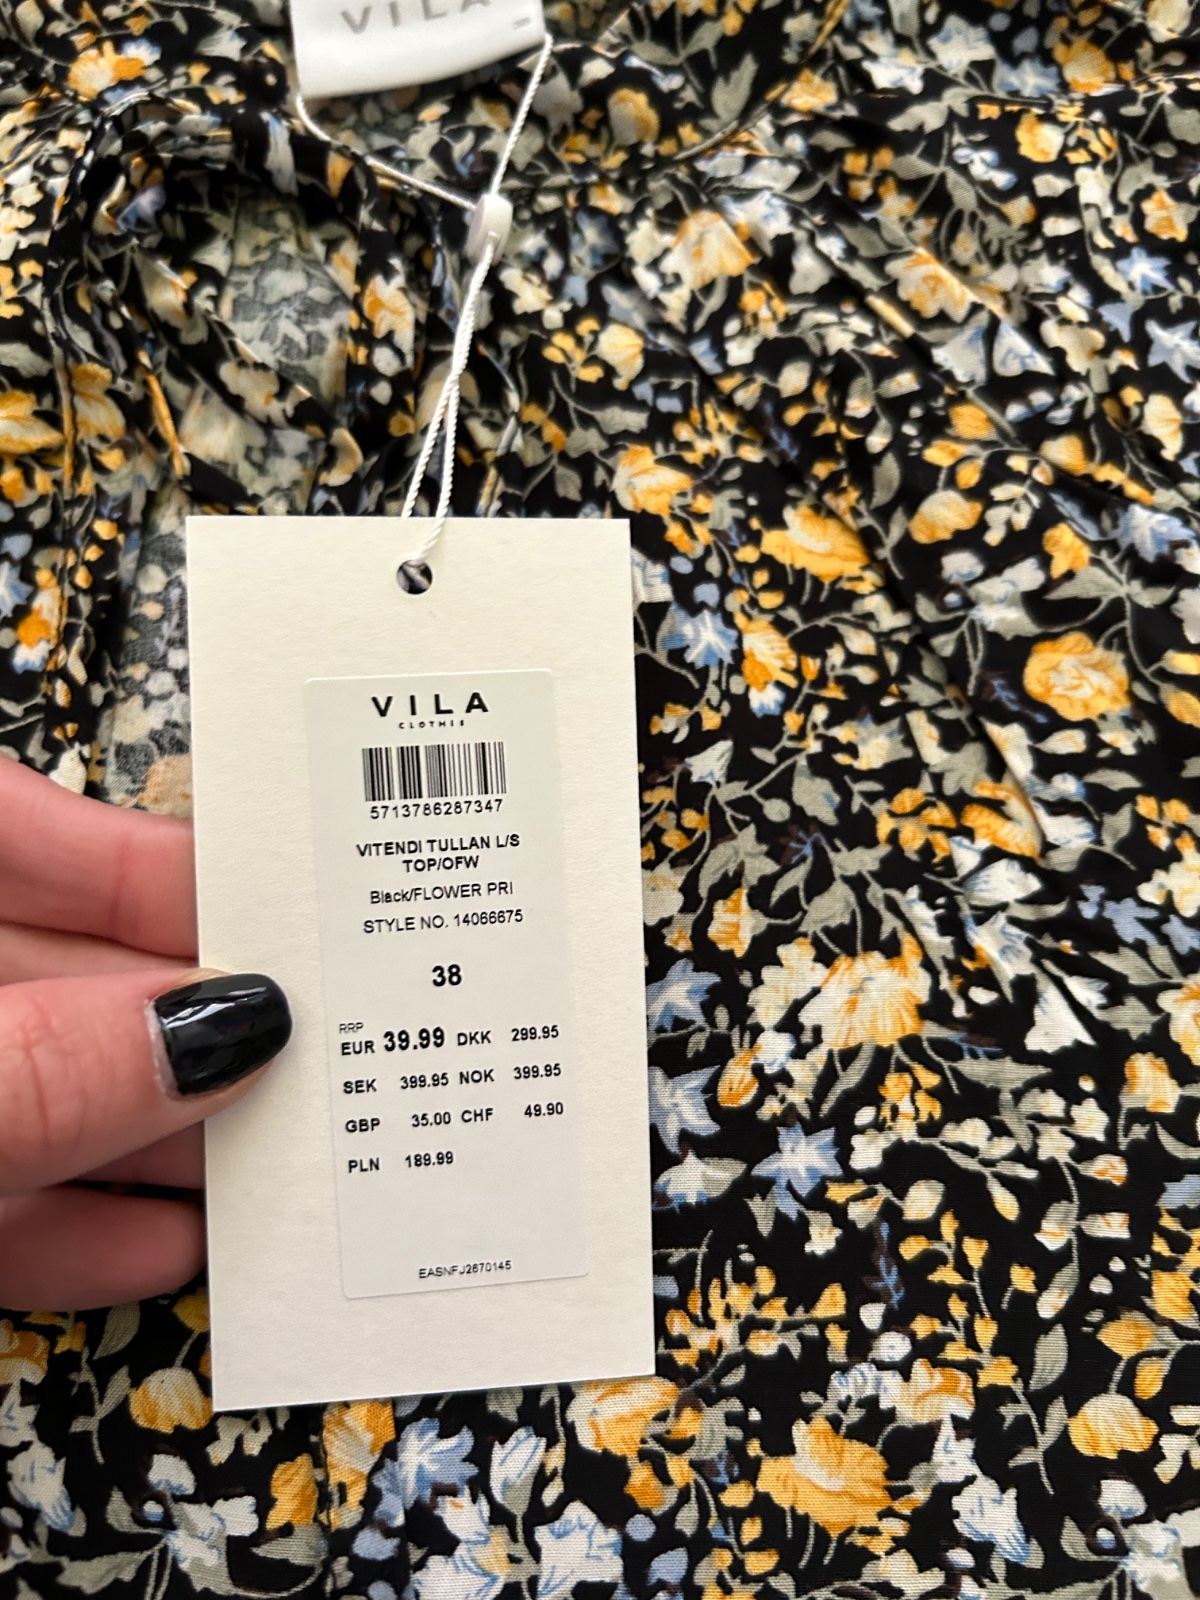 VILA
VILA
CLOTHES
5713786287347
VITENDI TULLAN L/S
TOP/OFW
Black/FLOWER PRI
STYLE NO. 14066675
38
RRP
EUR 39.99 DKK 299.95
SEK 399.95 NOK 399.95
GBP 35.00 CHF 49.90
PLN 189.99
EASNFJ2670145